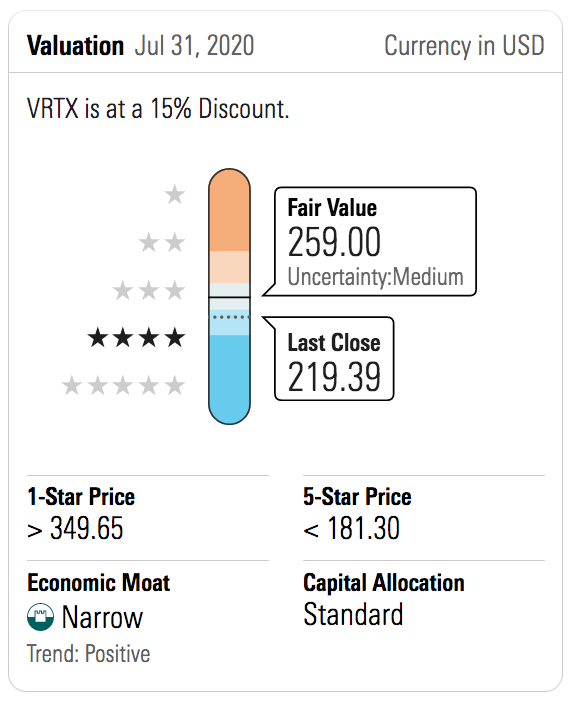 Valuation Jul 31, 2020 Currency in USD
VRTX is at a 15% Discount.
Fair Value
259.00
Uncertainty:Medium
Last Close
219.39
1-Star Price
> 349.65
5-Star Price
< 181.30
Economic Moat
Narrow
Trend: Positive
Capital Allocation
Standard